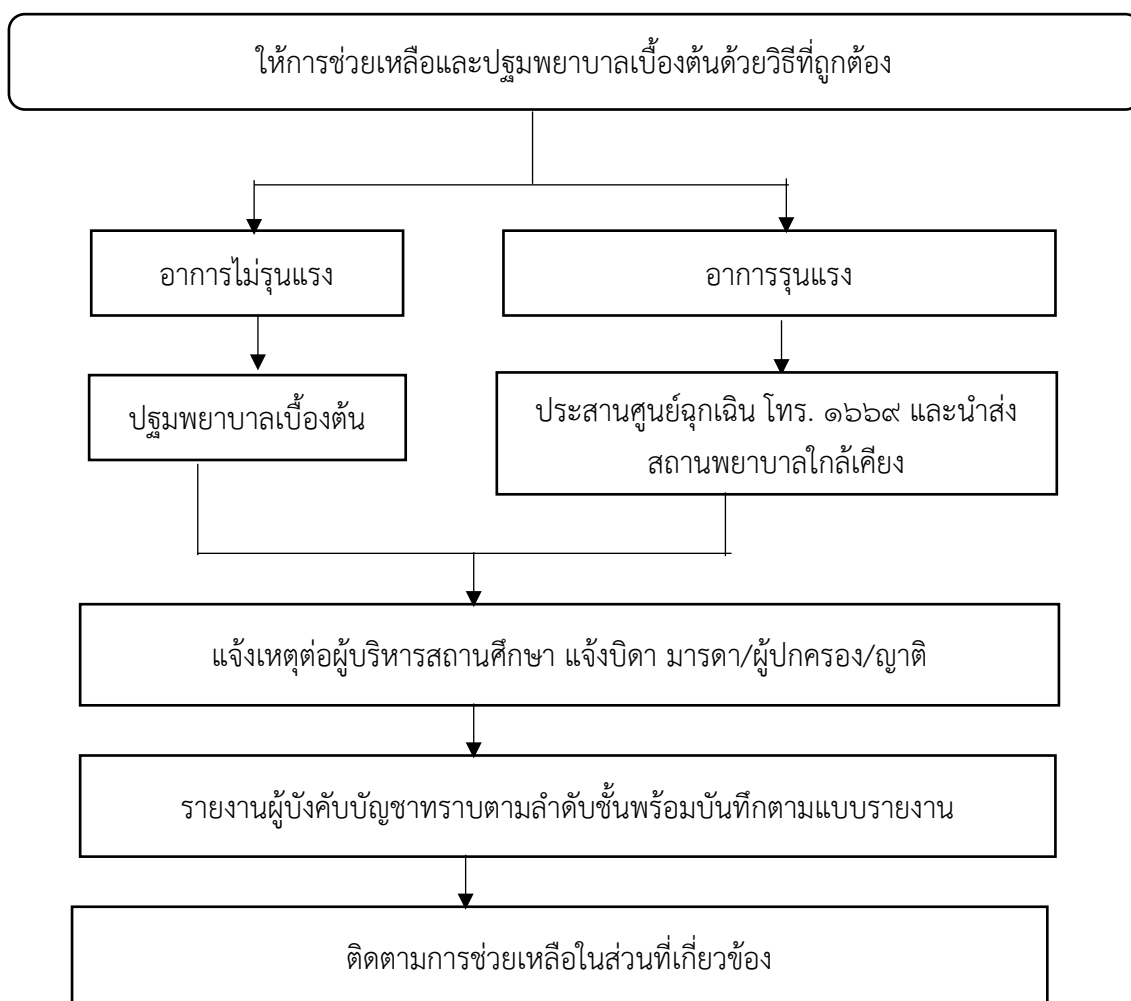 ให้การช่วยเหลือและปฐมพยาบาลเบื้องต้นด้วยวิธีที่ถูกต้อง
อาการไม่รุนแรง
อาการรุนแรง
ปฐมพยาบาลเบื้องต้น
ประสานศูนย์ฉุกเฉิน โทร. ๑๖๖๙ และนำส่ง
สถานพยาบาลใกล้เคียง
แจ้งเหตุต่อผู้บริหารสถานศึกษา แจ้งบิดา มารดา/ผู้ปกครอง/ญาติ
รายงานผู้บังคับบัญชาทราบตามลำดับชั้นพร้อมบันทึกตามแบบรายงาน
ติดตามการช่วยเหลือในส่วนที่เกี่ยวข้อง